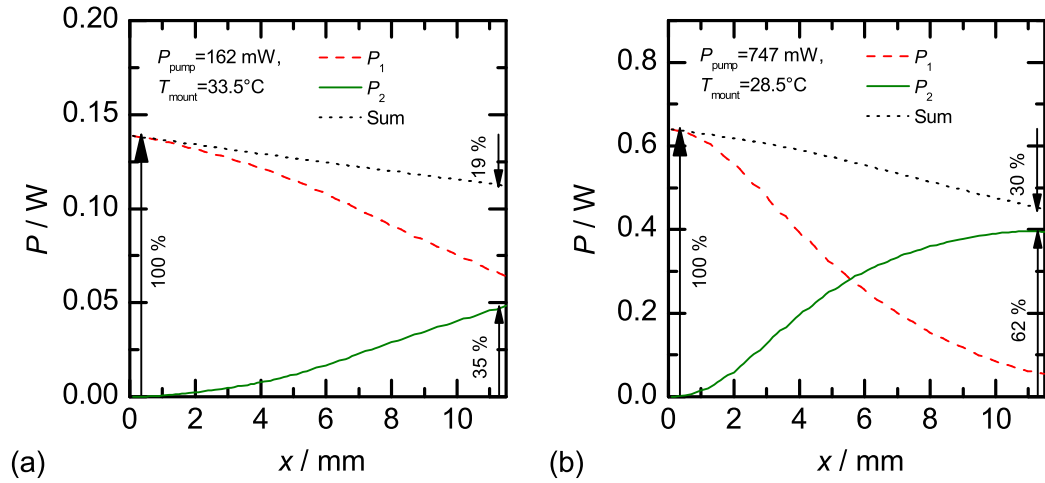 0.20
0.15
0.10
0.05
0.00
P / W
P_pump=162 mW,
T_mount=33.5°C
P_1
P_2
Sum
100 %
19 %
35 %
0 2 4 6 8 10
x / mm
(a)
0.8
0.6
0.4
0.2
0.0
P / W
P_pump=747 mW,
T_mount=28.5°C
P_1
P_2
Sum
100 %
30 %
62 %
0 2 4 6 8 10
x / mm
(b)